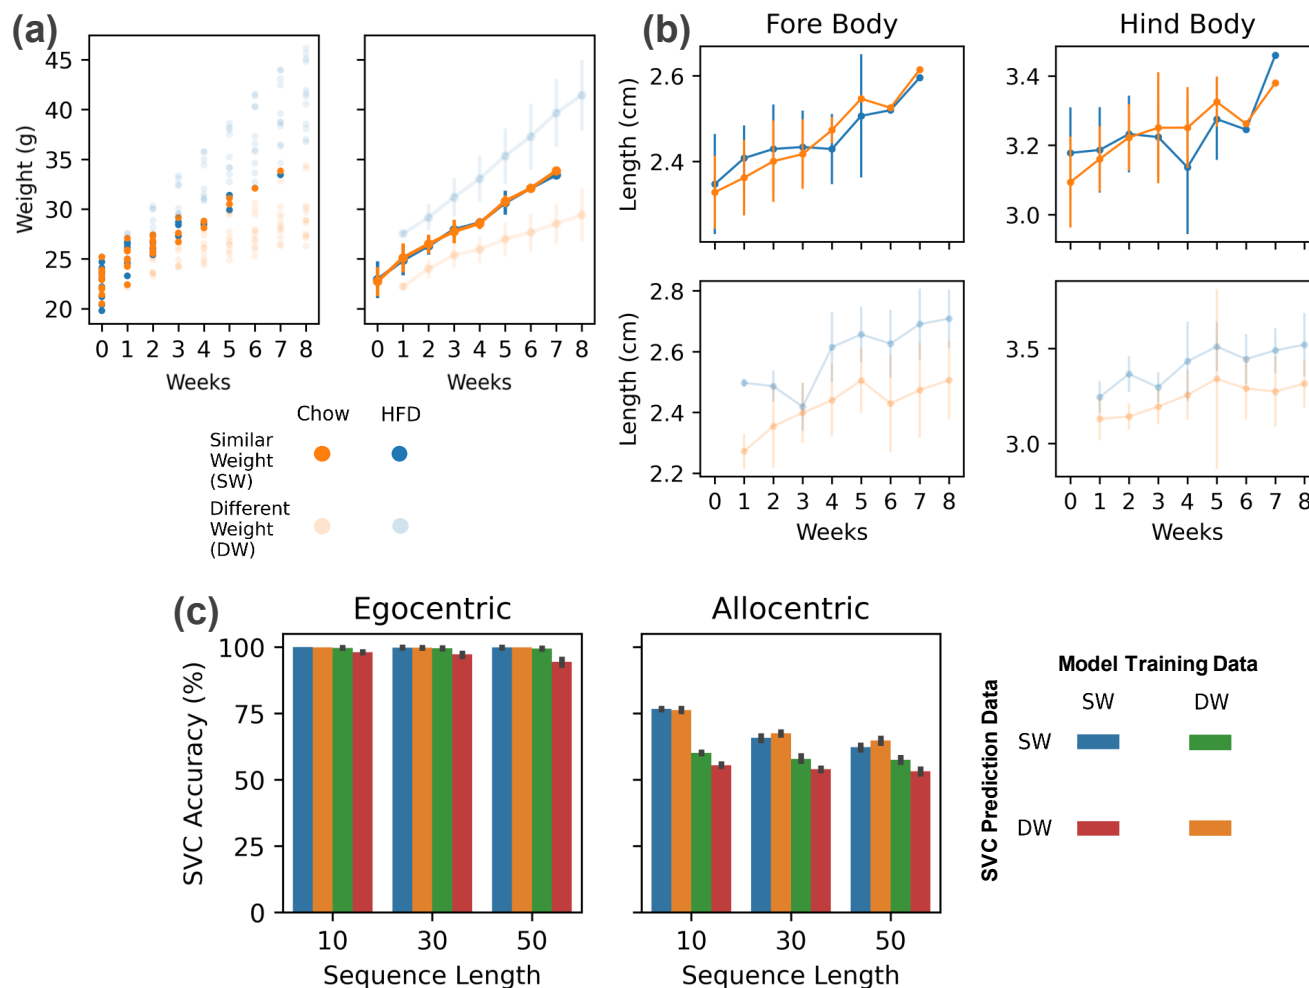 (a)
45
40
35
30
25
20
Weight (g)
0 1 2 3 4 5 6 7 8
Weeks
0 1 2 3 4 5 6 7 8
Weeks
Chow HFD
Similar
Weight
(SW)
Different
Weight
(DW)
(b)
Fore Body
Hind Body
2.6
2.4
Length (cm)
3.4
3.2
3.0
2.8
2.6
2.4
2.2
Length (cm)
0 1 2 3 4 5 6 7 8
Weeks
3.5
3.0
0 1 2 3 4 5 6 7 8
Weeks
(c)
Egocentric
Allocentric
100
75
50
25
0
SVC Accuracy (%)
10 30 50
Sequence Length
10 30 50
Sequence Length
Model Training Data
SW DW
SVC Prediction Data
SW
DW